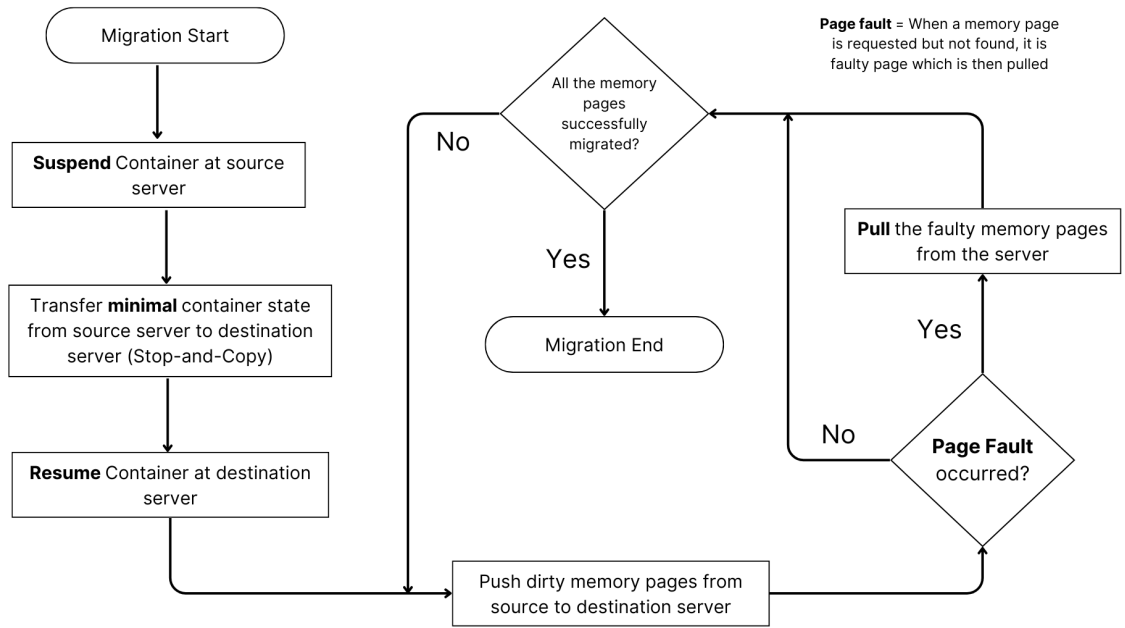 Migration Start
Suspend Container at source
server
Transfer minimal container state
from source server to destination
server (Stop-and-Copy)
Resume Container at destination
server
Push dirty memory pages from
source to destination server
Page Fault
occurred?
Yes
No
Pull the faulty memory pages
from the server
Page fault = When a memory page
is requested but not found, it is
faulty page which is then pulled
All the memory
pages
successfully
migrated?
No
Yes
Migration End